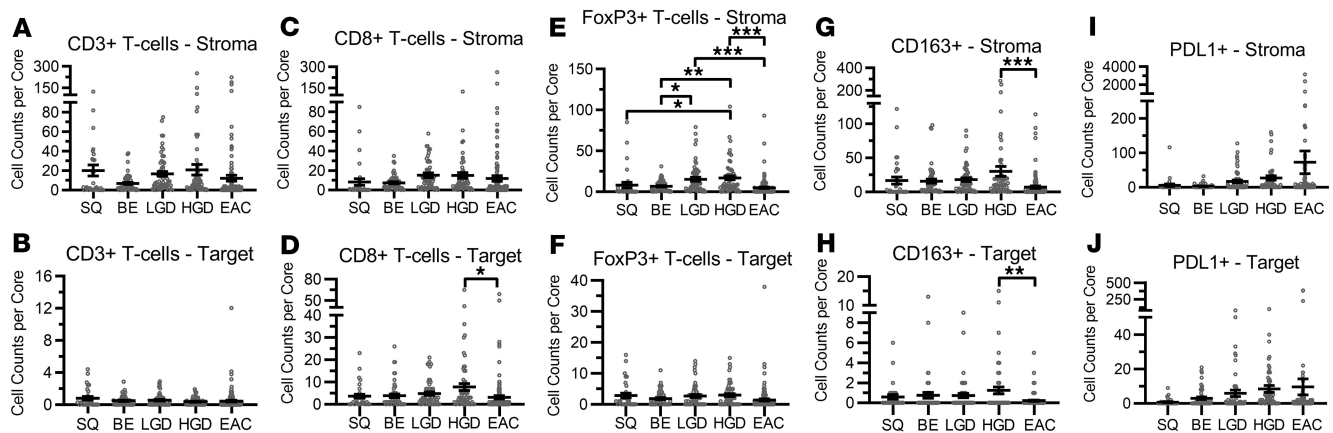 A
CD3+ T-cells - Stroma
Cell Counts per Core
300
150
80
60
40
20
0
SQ BE LGD HGD EAC
C
CD8+ T-cells - Stroma
Cell Counts per Core
300
150
80
60
40
20
0
SQ BE LGD HGD EAC
E
FoxP3+ T-cells - Stroma
Cell Counts per Core
150
100
50
0
***
***
**
*
*
SQ BE LGD HGD EAC
G
CD163+ - Stroma
Cell Counts per Core
400
200
100
50
25
0
***
SQ BE LGD HGD EAC
I
PDL1+ - Stroma
Cell Counts per Core
4000
2000
200
100
0
SQ BE LGD HGD EAC
B
CD3+ T-cells - Target
Cell Counts per Core
16
12
8
4
0
SQ BE LGD HGD EAC
D
CD8+ T-cells - Target
Cell Counts per Core
80
50
40
30
20
10
0
*
SQ BE LGD HGD EAC
F
FoxP3+ T-cells - Target
Cell Counts per Core
40
30
20
10
0
SQ BE LGD HGD EAC
H
CD163+ - Target
Cell Counts per Core
20
10
8
6
4
2
0
**
SQ BE LGD HGD EAC
J
PDL1+ - Target
Cell Counts per Core
500
250
40
20
0
SQ BE LGD HGD EAC